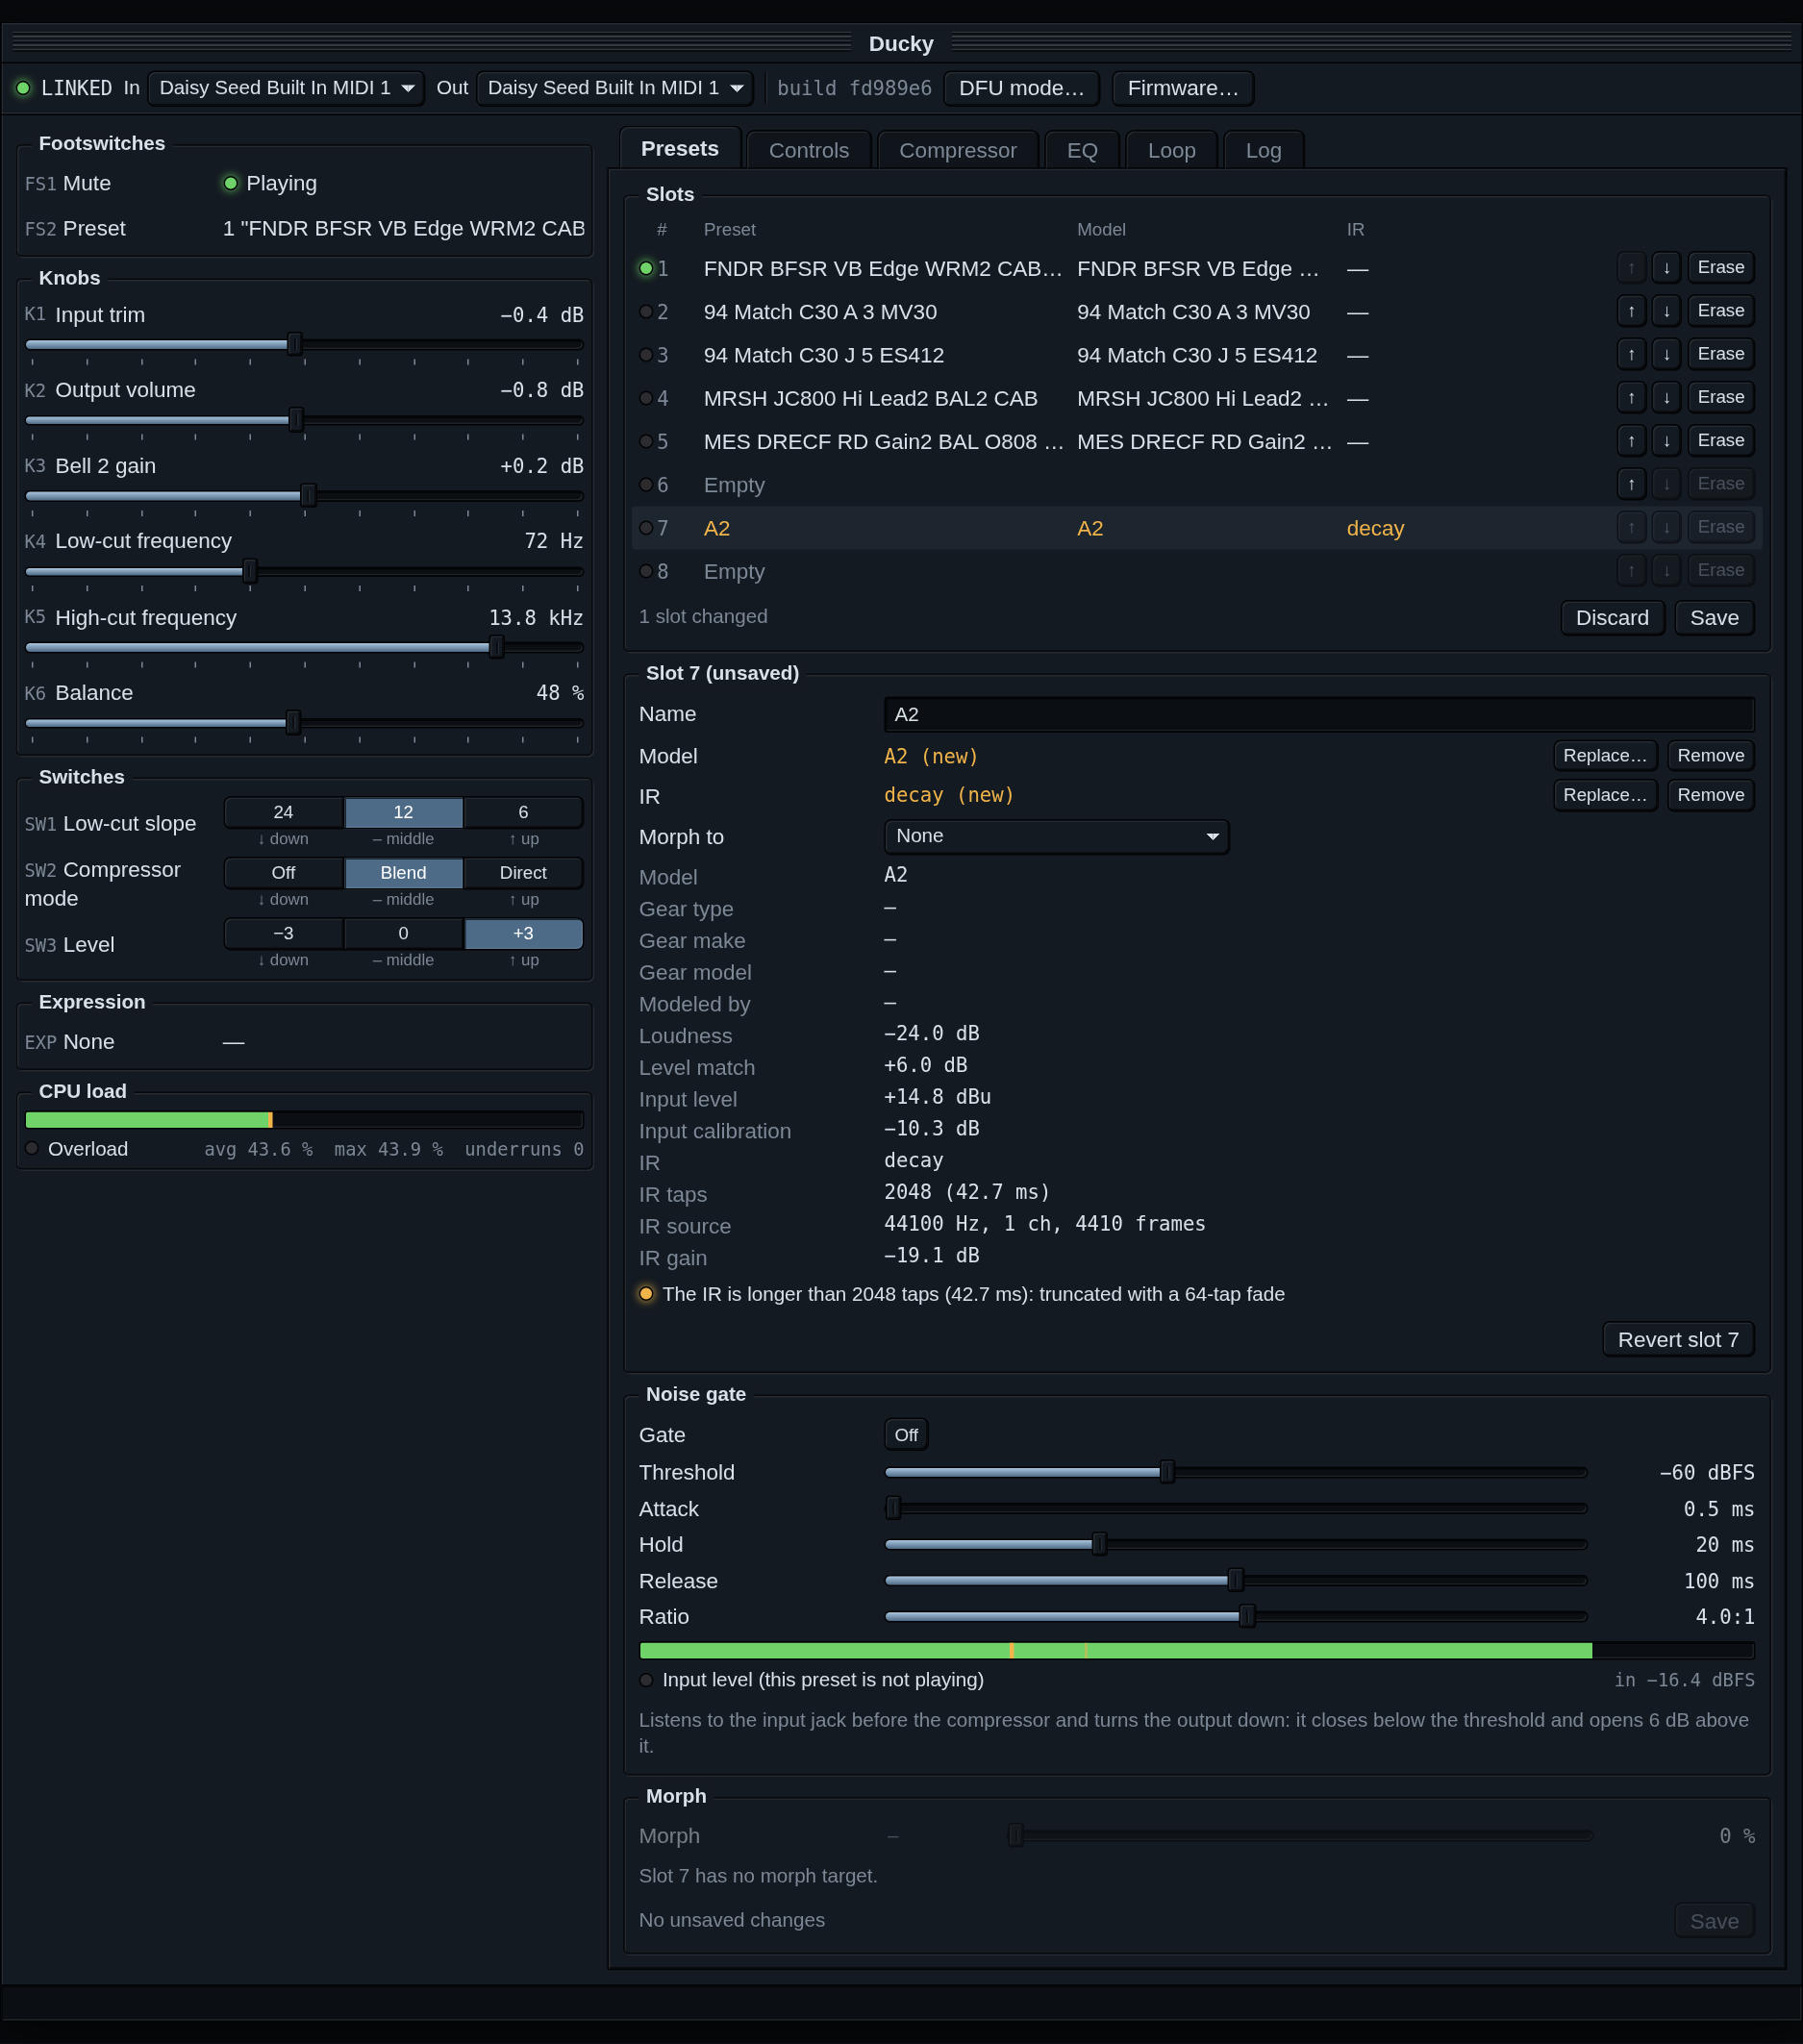 Ducky
LINKED In Daisy Seed Built In MIDI 1 Out Daisy Seed Built In MIDI 1 build fd989e6 DFU mode… Firmware…
Footswitches
FS1 Mute Playing
FS2 Preset 1 "FNDR BFSR VB Edge WRM2 CAB
Knobs
K1 Input trim −0.4 dB
K2 Output volume −0.8 dB
K3 Bell 2 gain +0.2 dB
K4 Low-cut frequency 72 Hz
K5 High-cut frequency 13.8 kHz
K6 Balance 48 %
Switches
SW1 Low-cut slope 24 12 6
↓ down – middle ↑ up
SW2 Compressor mode Off Blend Direct
↓ down – middle ↑ up
SW3 Level −3 0 +3
↓ down – middle ↑ up
Expression
EXP None —
CPU load
Overload avg 43.6 % max 43.9 % underruns 0
Presets Controls Compressor EQ Loop Log
Slots
# Preset Model IR
1 FNDR BFSR VB Edge WRM2 CAB… FNDR BFSR VB Edge … — ↑ ↓ Erase
2 94 Match C30 A 3 MV30 94 Match C30 A 3 MV30 — ↑ ↓ Erase
3 94 Match C30 J 5 ES412 94 Match C30 J 5 ES412 — ↑ ↓ Erase
4 MRSH JC800 Hi Lead2 BAL2 CAB MRSH JC800 Hi Lead2 … — ↑ ↓ Erase
5 MES DRECF RD Gain2 BAL O808 … MES DRECF RD Gain2 … — ↑ ↓ Erase
6 Empty ↑ ↓ Erase
7 A2 A2 decay ↑ ↓ Erase
8 Empty ↑ ↓ Erase
1 slot changed Discard Save
Slot 7 (unsaved)
Name A2
Model A2 (new) Replace… Remove
IR decay (new) Replace… Remove
Morph to None
Model A2
Gear type –
Gear make –
Gear model –
Modeled by –
Loudness −24.0 dB
Level match +6.0 dB
Input level +14.8 dBu
Input calibration −10.3 dB
IR decay
IR taps 2048 (42.7 ms)
IR source 44100 Hz, 1 ch, 4410 frames
IR gain −19.1 dB
The IR is longer than 2048 taps (42.7 ms): truncated with a 64-tap fade
Revert slot 7
Noise gate
Gate Off
Threshold −60 dBFS
Attack 0.5 ms
Hold 20 ms
Release 100 ms
Ratio 4.0:1
Input level (this preset is not playing) in −16.4 dBFS
Listens to the input jack before the compressor and turns the output down: it closes below the threshold and opens 6 dB above
it.
Morph
Morph – 0 %
Slot 7 has no morph target.
No unsaved changes Save